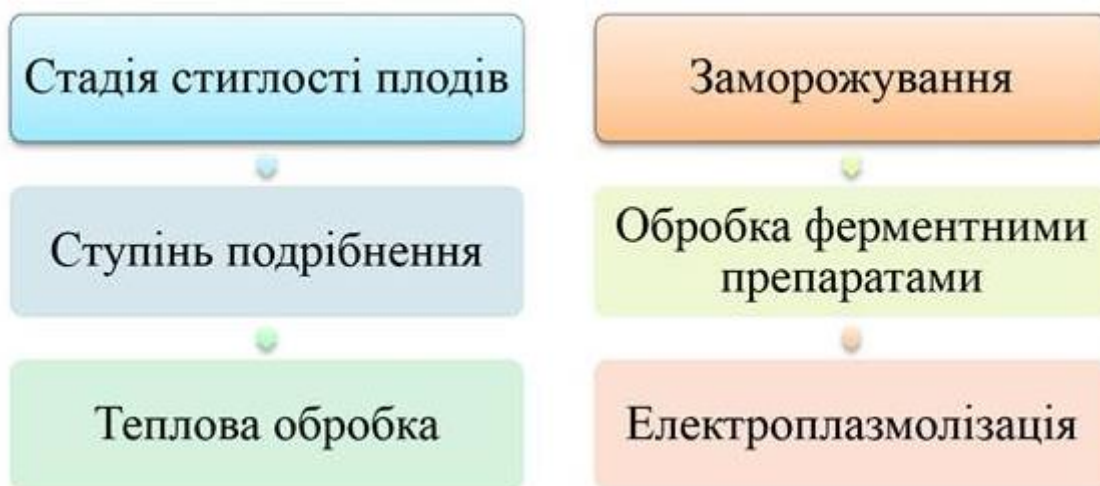 Стадія стиглості плодів
Ступінь подрібнення
Теплова обробка
Заморожування
Обробка ферментними
препаратами
Електроплазмолізація